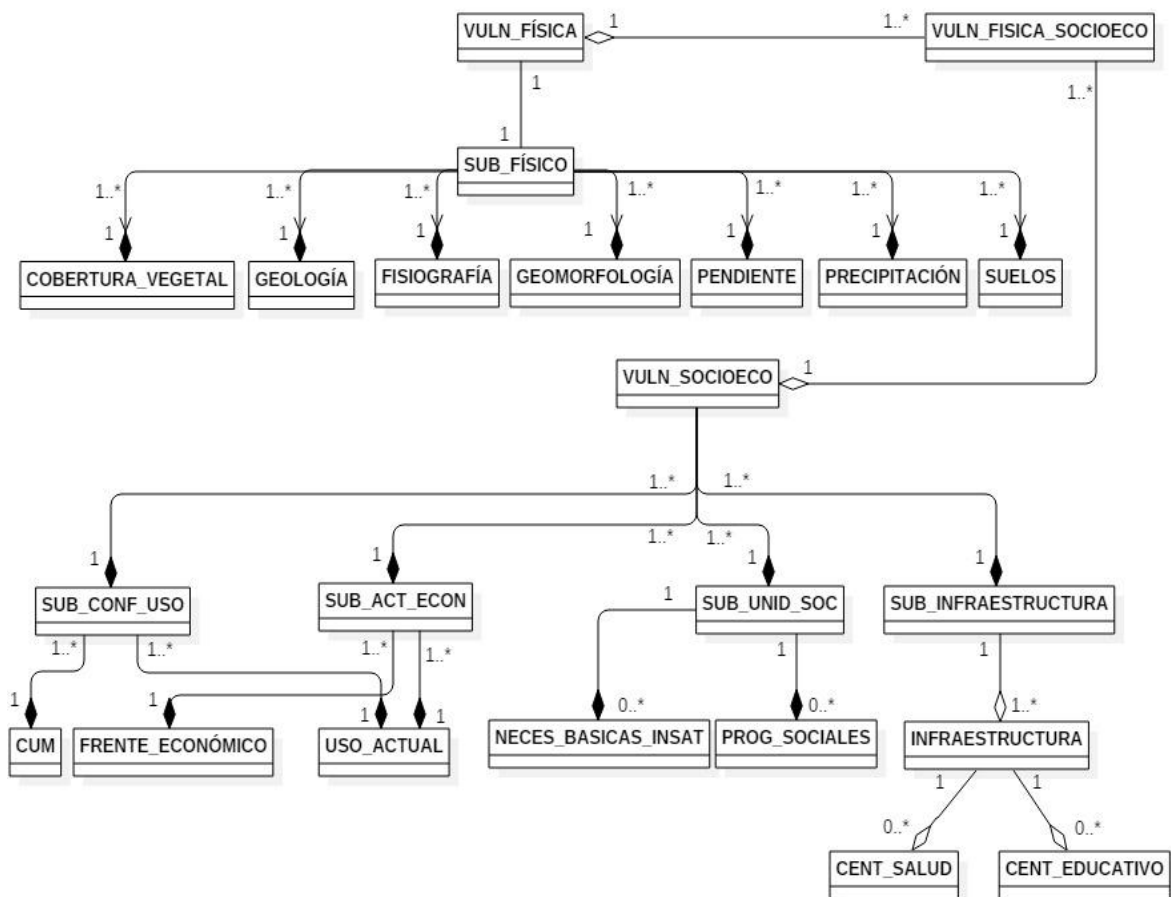 VULN_FÍSICA
1
1..*
VULN_FISICA_SOCIOECO
1
1..*
1
SUB_FÍSICO
1..*
1..*
1..*
1..*
1..*
1..*
1..*
1
1
1
1
1
1
1
COBERTURA_VEGETAL
GEOLOGÍA
FISIOGRAFÍA
GEOMORFOLOGÍA
PENDIENTE
PRECIPITACIÓN
SUELOS
VULN_SOCIOECO
1
1..*
1..*
1..*
1..*
1
1
1
1
SUB_CONF_USO
SUB_ACT_ECON
SUB_UNID_SOC
SUB_INFRAESTRUCTURA
1..*
1..*
1..*
1..*
1
1
1
1
1
1
1
0..*
0..*
1..*
CUM
FRENTE_ECONÓMICO
USO_ACTUAL
NECES_BASICAS_INSAT
PROG_SOCIALES
INFRAESTRUCTURA
1
1
0..*
0..*
CENT_SALUD
CENT_EDUCATIVO